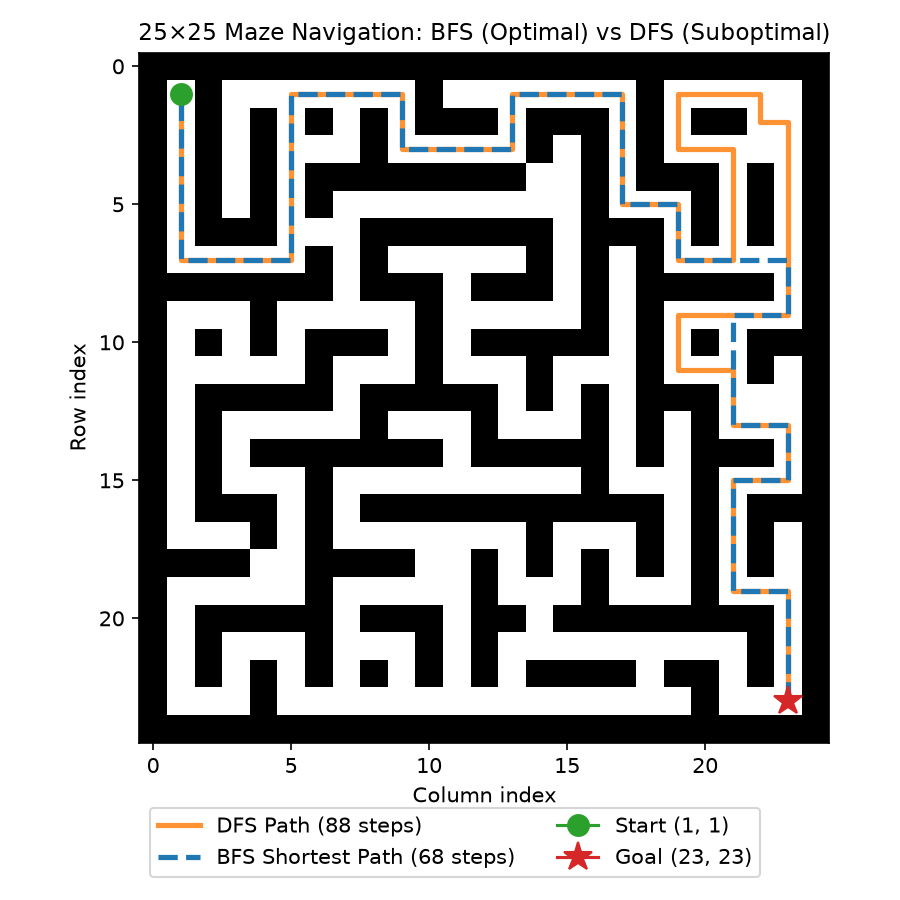 25×25 Maze Navigation: BFS (Optimal) vs DFS (Suboptimal)
0
5
10
15
20
Row index
0 5 10 15 20
Column index
DFS Path (88 steps)
BFS Shortest Path (68 steps)
Start (1, 1)
Goal (23, 23)